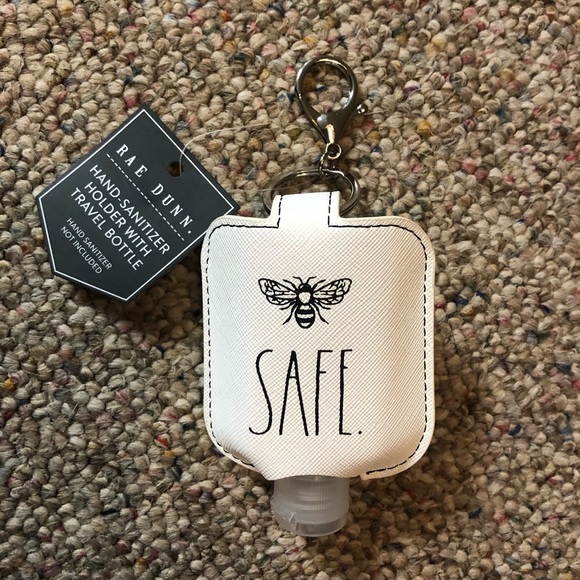 RAE DUNN.
HAND-SANITIZER
HOLDER WITH
TRAVEL BOTTLE
HAND SANITIZER
NOT INCLUDED
SAFE.